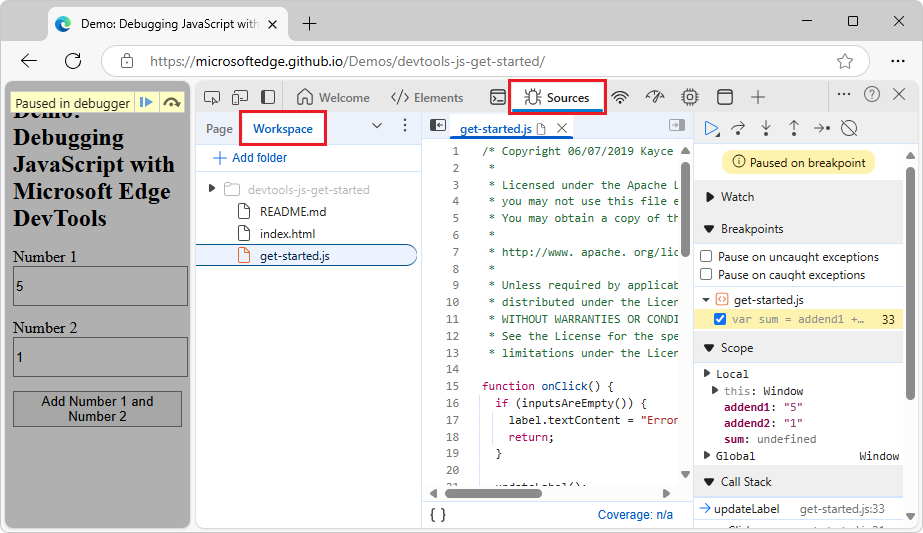 Demo: Debugging JavaScript with
https://microsoftedge.github.io/Demos/devtools-js-get-started/
Paused in debugger
Demo:
Debugging
JavaScript with
Microsoft Edge
DevTools
Number 1
5
Number 2
1
Add Number 1 and
Number 2
Welcome
Elements
Sources
Page
Workspace
Add folder
devtools-js-get-started
README.md
index.html
get-started.js
get-started.js
1 /* Copyright 06/07/2019 Kayce
2 *
3 * Licensed under the Apache L
4 * you may not use this file e
5 * You may obtain a copy of th
6 *
7 * http://www. apache. org/lic
8 *
9 * Unless required by applicab
10 * distributed under the Licen
11 * WITHOUT WARRANTIES OR CONDI
12 * See the License for the spe
13 * limitations under the Licen
14
15 function onClick() {
16 if (inputsAreEmpty()) {
17 label.textContent = "Error
18 return;
19 }
20
21 updateLabel();
{ }
Coverage: n/a
Paused on breakpoint
Watch
Breakpoints
Pause on uncaught exceptions
Pause on caught exceptions
get-started.js
var sum = addend1 +… 33
Scope
Local
this: Window
addend1: "5"
addend2: "1"
sum: undefined
Global Window
Call Stack
updateLabel get-started.js:33